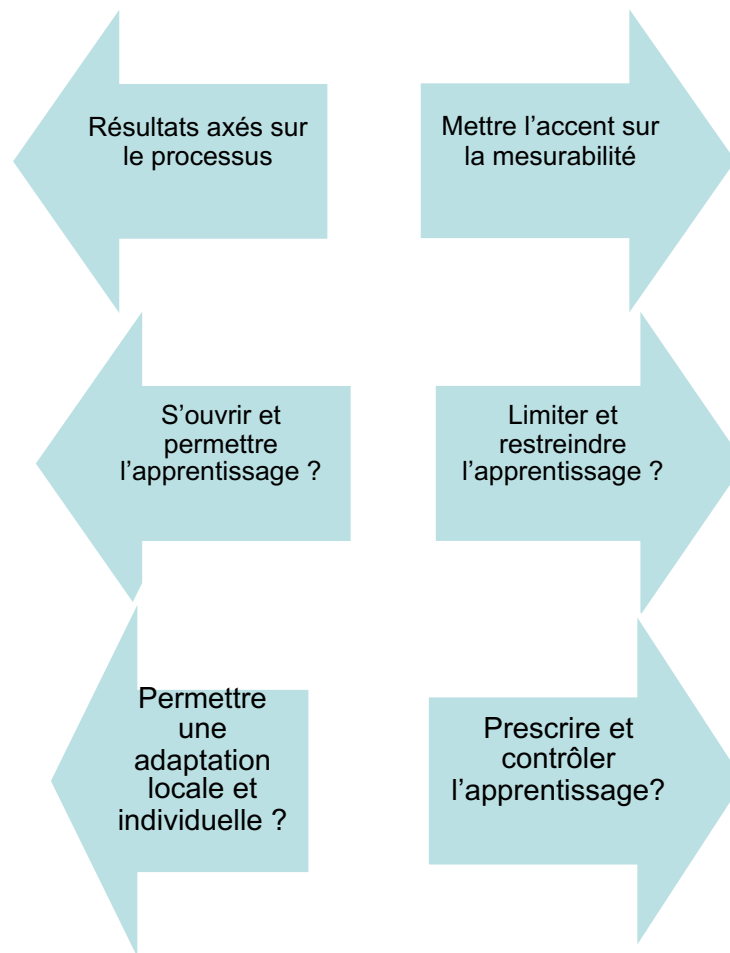 Résultats axés sur
le processus
Mettre l’accent sur
la mesurabilité
S’ouvrir et
permettre
l’apprentissage ?
Limiter et
restreindre
l’apprentissage ?
Permettre
une
adaptation
locale et
individuelle ?
Prescrire et
contrôler
l’apprentissage?